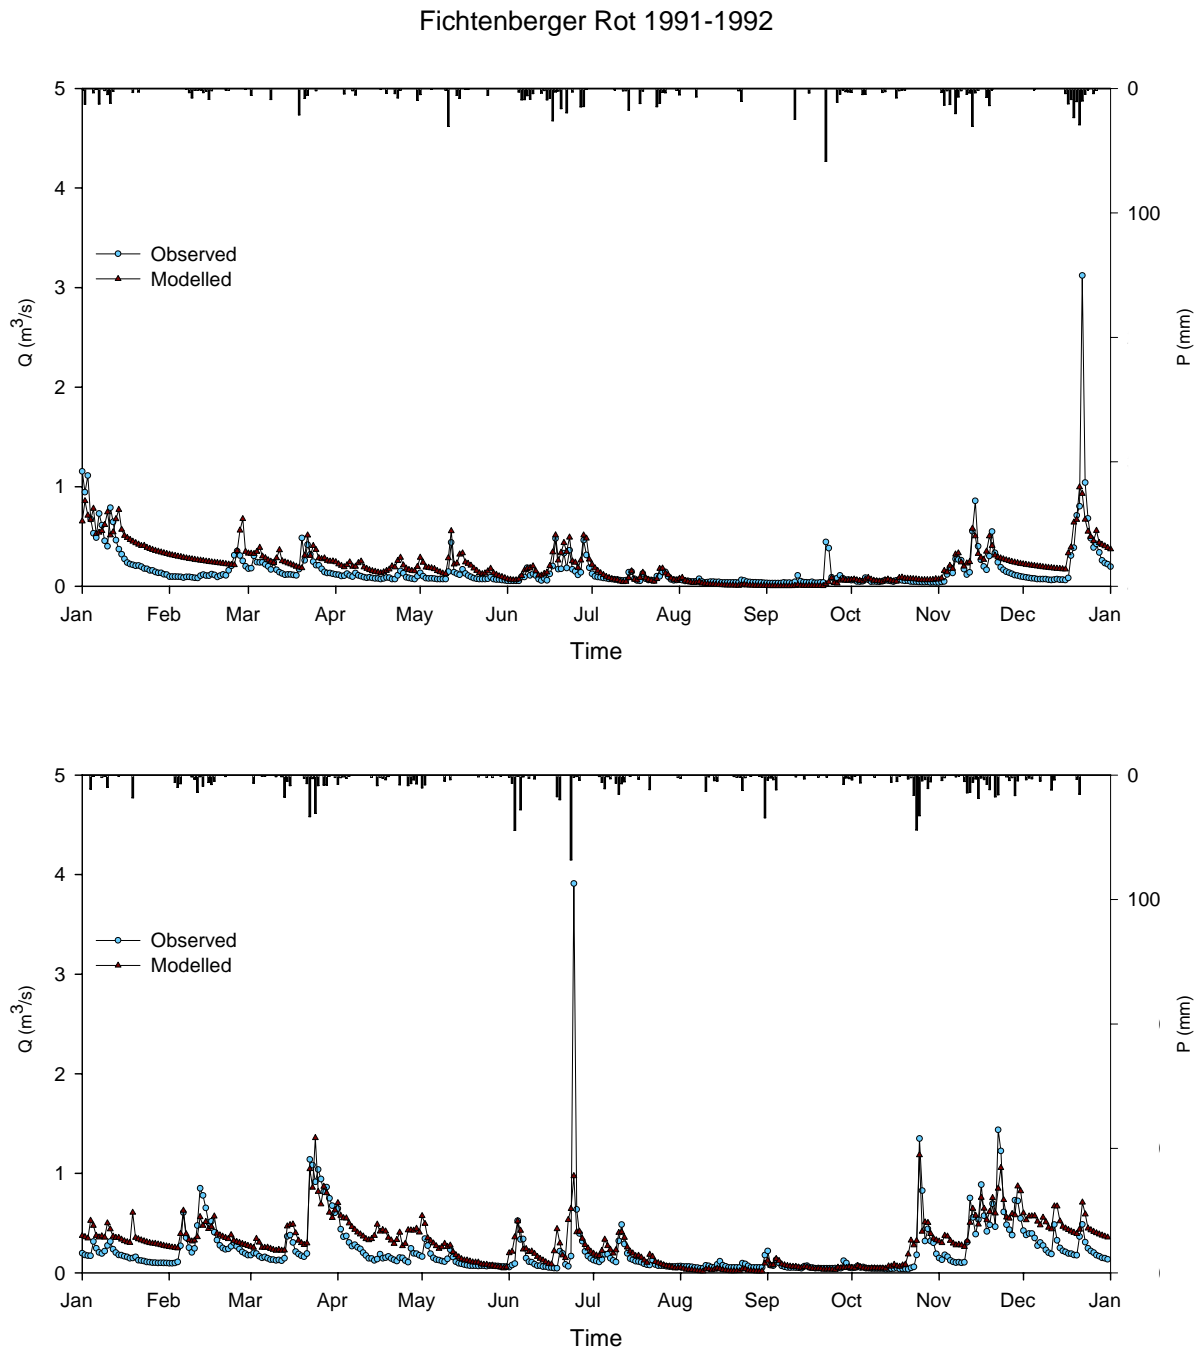 Fichtenberger Rot 1991-1992
5
4
3
2
1
0
0
100
Observed
Modelled
Q (m3/s)
P (mm)
Jan Feb Mar Apr May Jun Jul Aug Sep Oct Nov Dec Jan
Time
5
4
3
2
1
0
0
100
Observed
Modelled
Q (m3/s)
P (mm)
Jan Feb Mar Apr May Jun Jul Aug Sep Oct Nov Dec Jan
Time